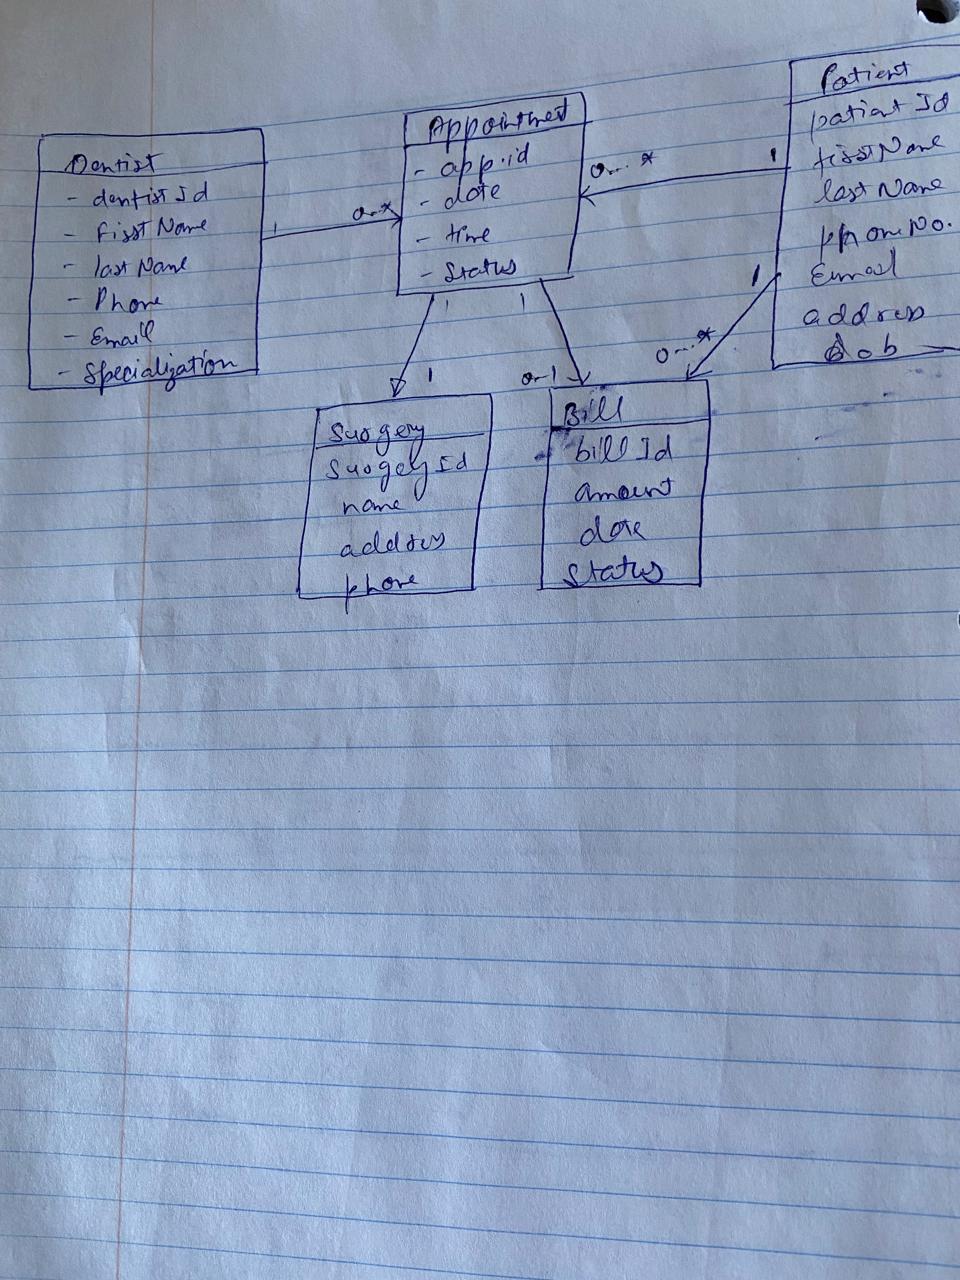 Dentist
- dentist Id
- First Name
- last Name
- Phone
- Email
- Specialization
1
0-*
Appointment
- app.id
- date
- time
- Status
0...*
1
Patient
patient Id
first Name
last Name
phone No.
Email
address
dob
1
0...*
1
1
1
0-1
Surgery
Surgery Id
name
address
phone
Bill
bill Id
amount
date
Status